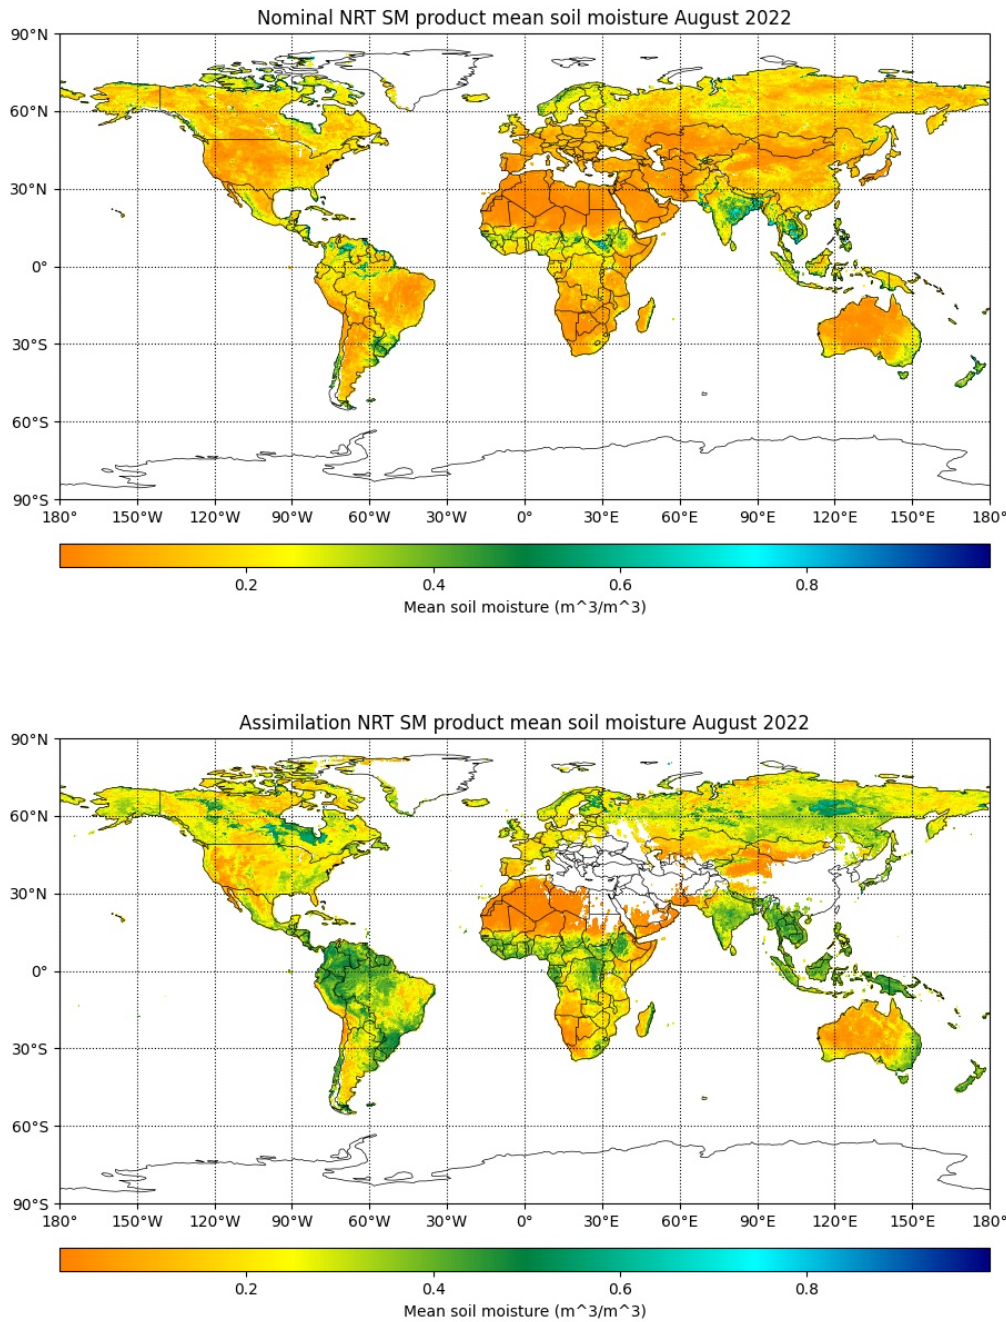 Nominal NRT SM product mean soil moisture August 2022
90°N
60°N
30°N
0°
30°S
60°S
90°S
180° 150°W 120°W 90°W 60°W 30°W 0° 30°E 60°E 90°E 120°E 150°E 180°
0.2 0.4 0.6 0.8
Mean soil moisture (m^3/m^3)
Assimilation NRT SM product mean soil moisture August 2022
90°N
60°N
30°N
0°
30°S
60°S
90°S
180° 150°W 120°W 90°W 60°W 30°W 0° 30°E 60°E 90°E 120°E 150°E 180°
0.2 0.4 0.6 0.8
Mean soil moisture (m^3/m^3)